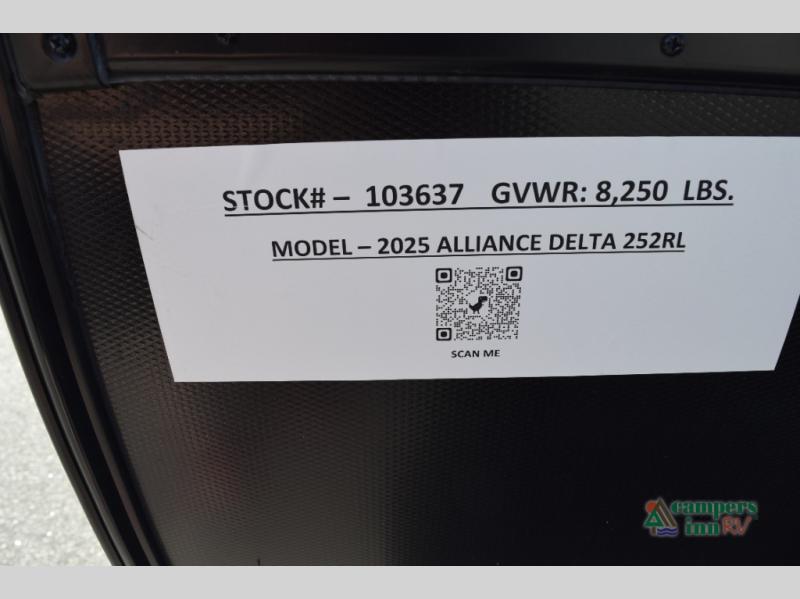 STOCK# – 103637 GVWR: 8,250 LBS.
MODEL – 2025 ALLIANCE DELTA 252RL
SCAN ME
campers
inn RV